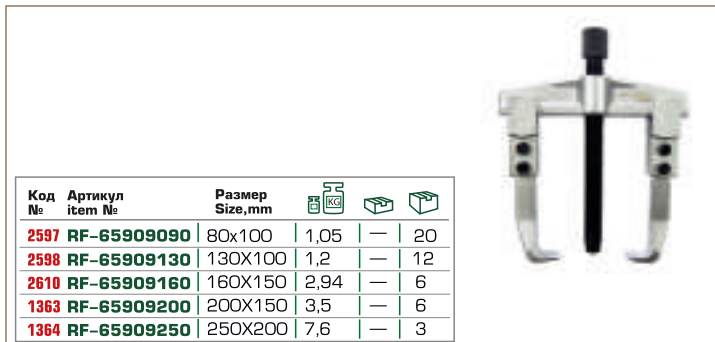 Код Артикул Размер
№ item № Size,mm KG
2597 RF-65909090 80x100 1,05 — 20
2598 RF-65909130 130X100 1,2 — 12
2610 RF-65909160 160X150 2,94 — 6
1363 RF-65909200 200X150 3,5 — 6
1364 RF-65909250 250X200 7,6 — 3